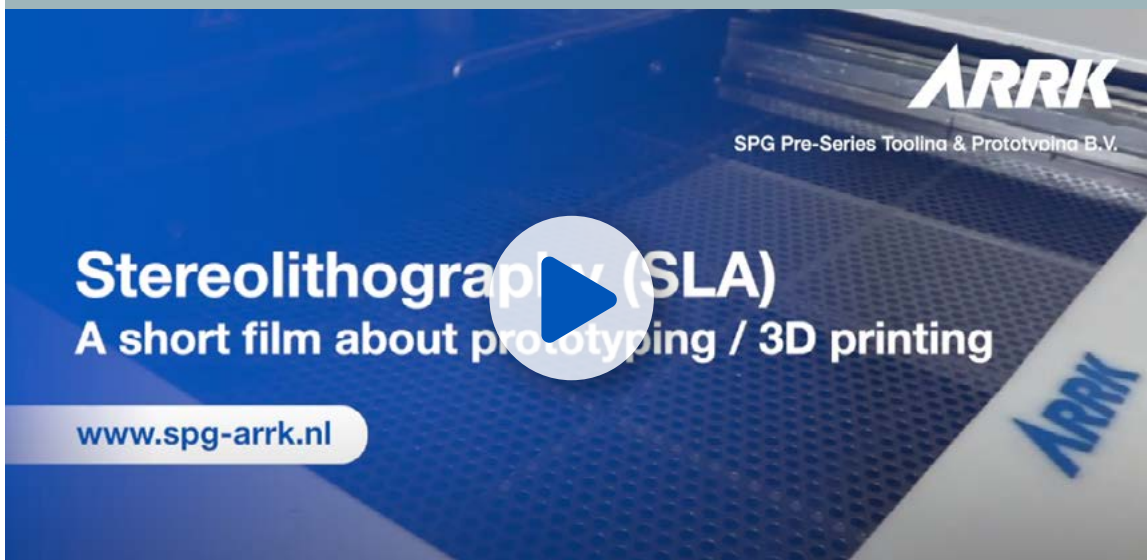 ARRK
SPG Pre-Series Tooling & Prototyping B.V.
Stereolithography (SLA)
A short film about prototyping / 3D printing
www.spg-arrk.nl
ARRK